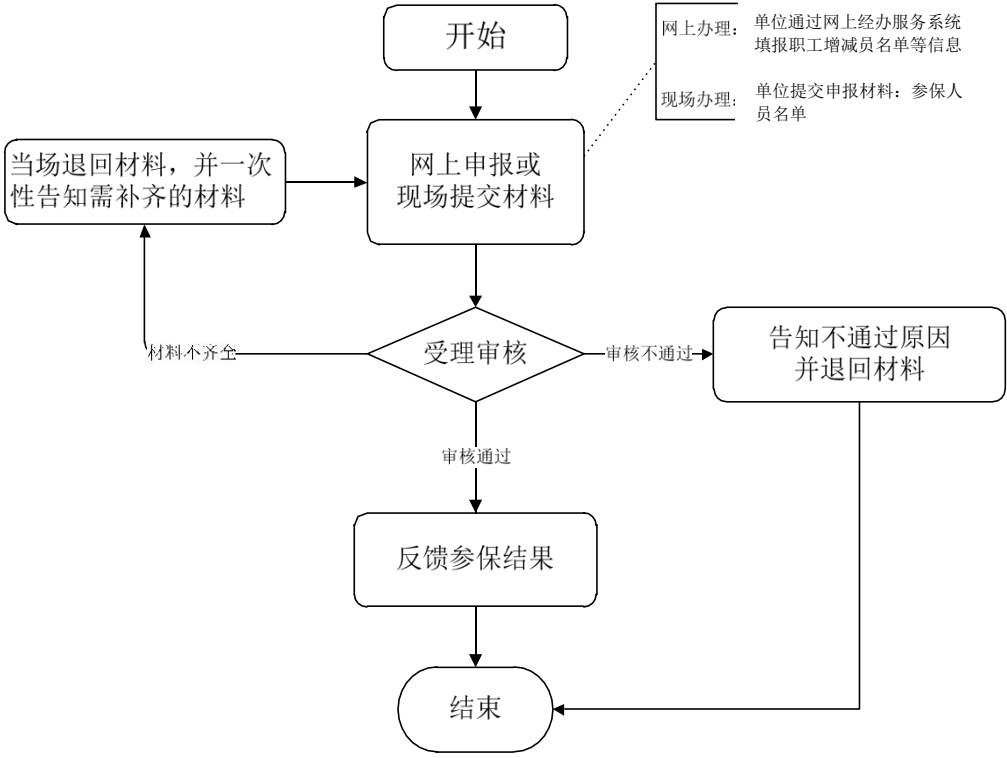 开始
网上办理：
单位通过网上经办服务系统
填报职工增减员名单等信息
现场办理：
单位提交申报材料：参保人
员名单
当场退回材料，并一次
性告知需补齐的材料
网上申报或
现场提交材料
材料不齐全
受理审核
审核不通过
告知不通过原因
并退回材料
审核通过
反馈参保结果
结束